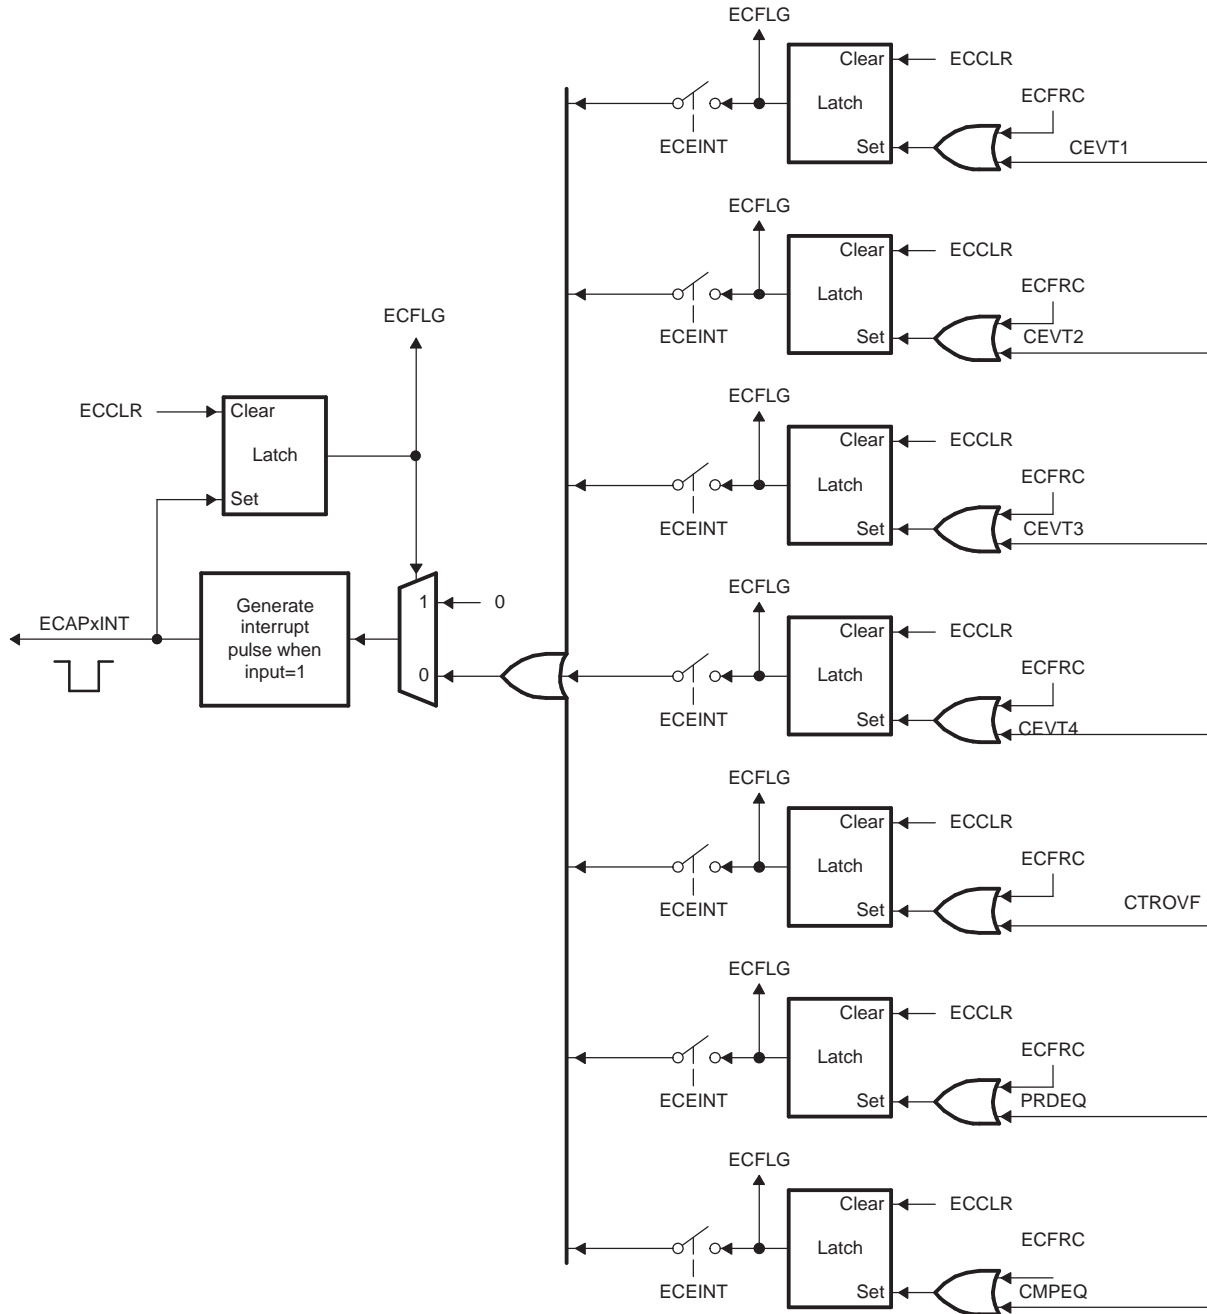 ECFLG
Clear
ECCLR
Latch
ECFRC
Set
CEVT1
ECEINT
ECFLG
Clear
ECCLR
Latch
ECFRC
Set
CEVT2
ECEINT
ECFLG
Clear
ECCLR
Latch
ECFRC
Set
CEVT3
ECEINT
ECFLG
ECCLR
Clear
Latch
Set
ECAPxINT
Generate
interrupt
pulse when
input=1
1
0
0
ECFLG
Clear
ECCLR
Latch
ECFRC
Set
CEVT4
ECEINT
ECFLG
Clear
ECCLR
Latch
ECFRC
Set
CTROVF
ECEINT
ECFLG
Clear
ECCLR
Latch
ECFRC
Set
PRDEQ
ECEINT
ECFLG
Clear
ECCLR
Latch
ECFRC
Set
CMPEQ
ECEINT